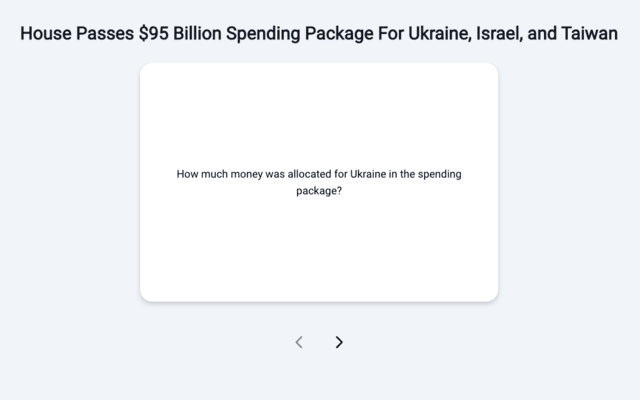 House Passes $95 Billion Spending Package For Ukraine, Israel, and Taiwan
How much money was allocated for Ukraine in the spending
package?